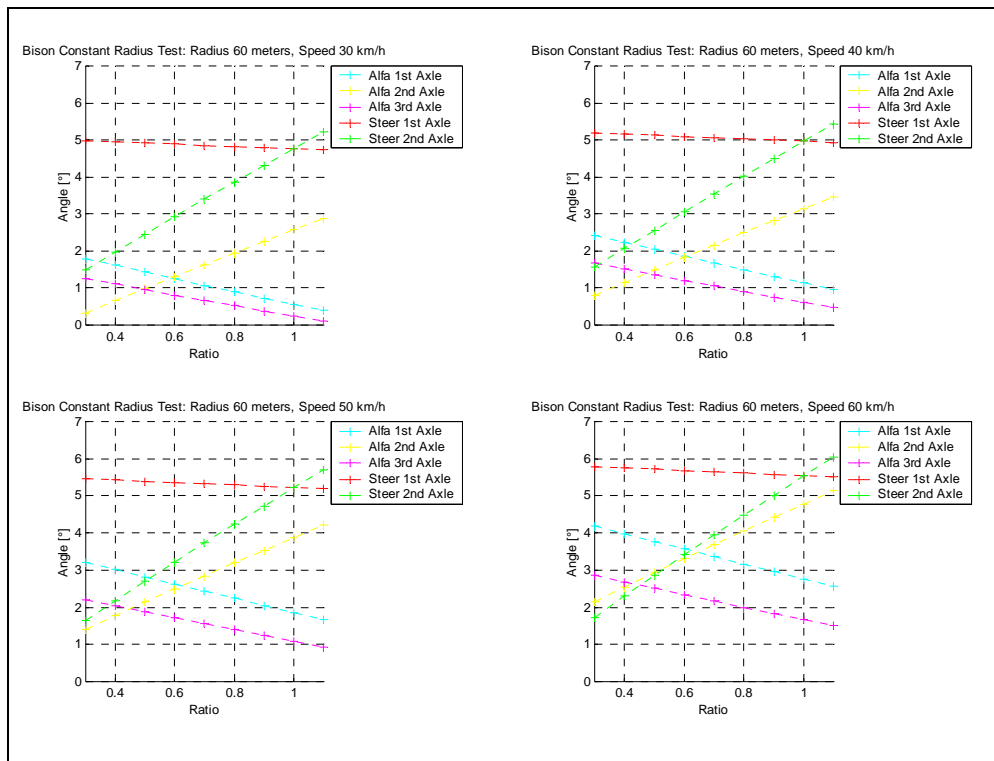 Bison Constant Radius Test: Radius 60 meters, Speed 30 km/h
7
6
5
4
3
2
1
0
Angle [°]
0.4
0.6
0.8
1
Ratio
Alfa 1st Axle
Alfa 2nd Axle
Alfa 3rd Axle
Steer 1st Axle
Steer 2nd Axle
Bison Constant Radius Test: Radius 60 meters, Speed 40 km/h
7
6
5
4
3
2
1
0
Angle [°]
0.4
0.6
0.8
1
Ratio
Alfa 1st Axle
Alfa 2nd Axle
Alfa 3rd Axle
Steer 1st Axle
Steer 2nd Axle
Bison Constant Radius Test: Radius 60 meters, Speed 50 km/h
7
6
5
4
3
2
1
0
Angle [°]
0.4
0.6
0.8
1
Ratio
Alfa 1st Axle
Alfa 2nd Axle
Alfa 3rd Axle
Steer 1st Axle
Steer 2nd Axle
Bison Constant Radius Test: Radius 60 meters, Speed 60 km/h
7
6
5
4
3
2
1
0
Angle [°]
0.4
0.6
0.8
1
Ratio
Alfa 1st Axle
Alfa 2nd Axle
Alfa 3rd Axle
Steer 1st Axle
Steer 2nd Axle